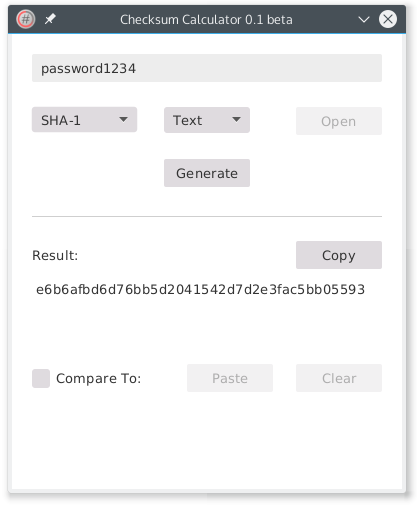 Checksum Calculator 0.1 beta
password1234
SHA-1 Text Open
Generate
Result: Copy
e6b6afbd6d76bb5d2041542d7d2e3fac5bb05593
Compare To: Paste Clear